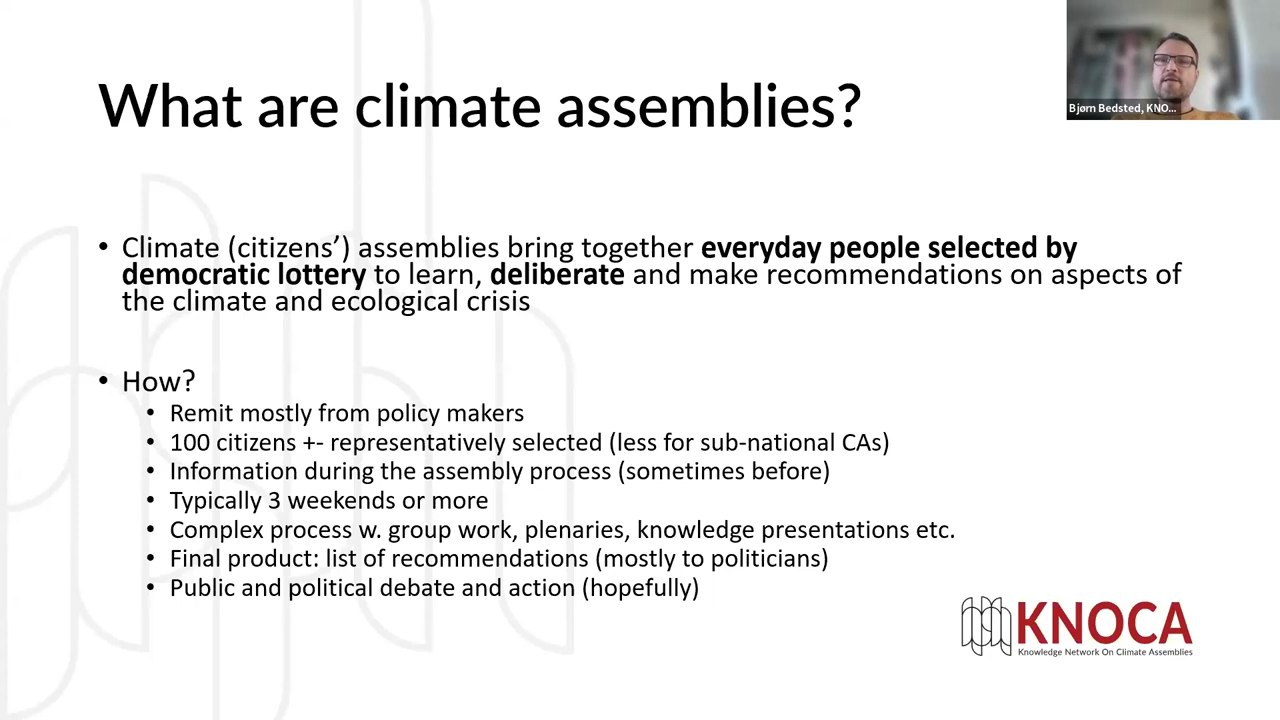 What are climate assemblies?
Bjørn Bedsted, KNO...
• Climate (citizens’) assemblies bring together everyday people selected by
democratic lottery to learn, deliberate and make recommendations on aspects of
the climate and ecological crisis
• How?
• Remit mostly from policy makers
• 100 citizens +- representatively selected (less for sub-national CAs)
• Information during the assembly process (sometimes before)
• Typically 3 weekends or more
• Complex process w. group work, plenaries, knowledge presentations etc.
• Final product: list of recommendations (mostly to politicians)
• Public and political debate and action (hopefully)
KNOCA
Knowledge Network On Climate Assemblies